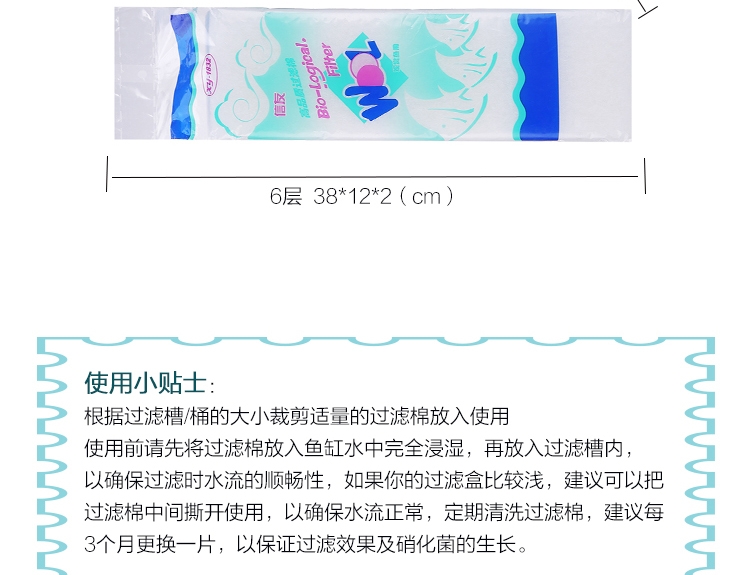 XY-1832
信友
高品质过滤棉
Bio-Logical
Filter
WOOL
6层 38*12*2（cm）
使用小贴士：
根据过滤槽/桶的大小裁剪适量的过滤棉放入使用
使用前请先将过滤棉放入鱼缸水中完全浸湿，再放入过滤槽内，
以确保过滤时水流的顺畅性，如果你的过滤盒比较浅，建议可以把
过滤棉中间撕开使用，以确保水流正常，定期清洗过滤棉，建议每
3个月更换一片，以保证过滤效果及硝化菌的生长。